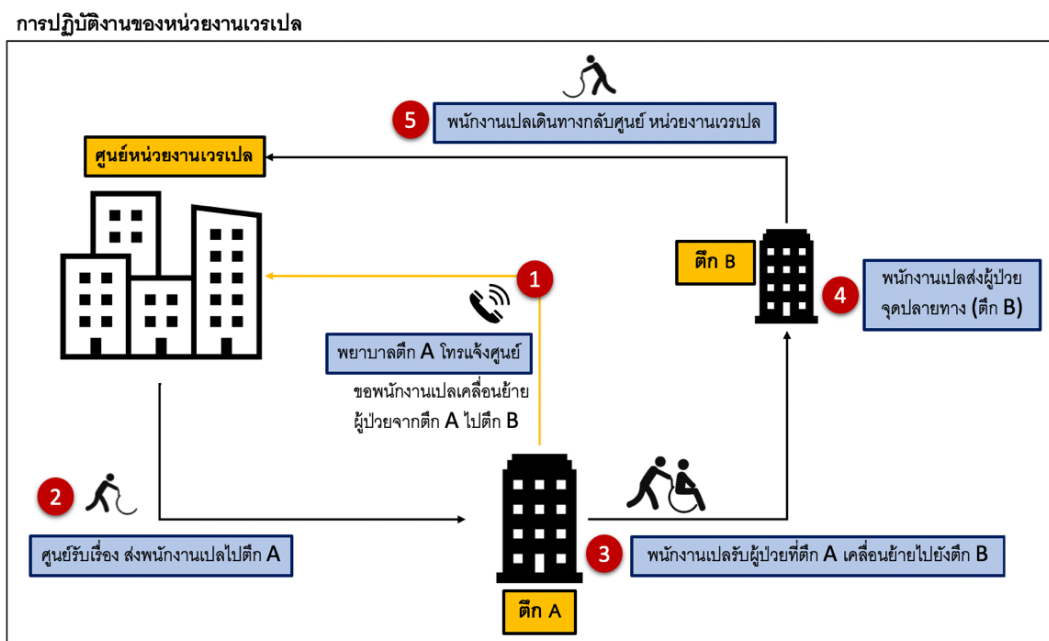 การปฏิบัติงานของหน่วยงานเวรเปล
5
พนักงานเปลเดินทางกลับศูนย์ หน่วยงานเวรเปล
ศูนย์หน่วยงานเวรเปล
1
พยาบาลตึก A โทรแจ้งศูนย์
ขอพนักงานเปลเคลื่อนย้าย
ผู้ป่วยจากตึก A ไปตึก B
ตึก B
4
พนักงานเปลส่งผู้ป่วย
จุดปลายทาง (ตึก B)
2
ศูนย์รับเรื่อง ส่งพนักงานเปลไปตึก A
3
พนักงานเปลรับผู้ป่วยที่ตึก A เคลื่อนย้ายไปยังตึก B
ตึก A